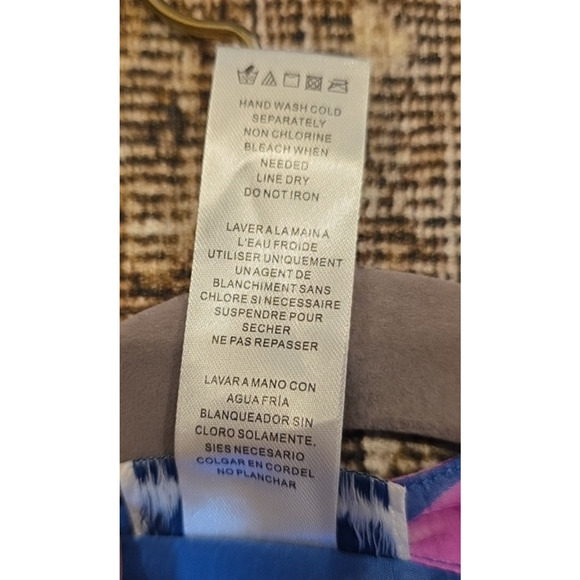 HAND WASH COLD
SEPARATELY
NON CHLORINE
BLEACH WHEN
NEEDED
LINE DRY
DO NOT IRON
LAVER A LA MAIN A
L'EAU FROIDE
UTILISER UNIQUEMENT
UN AGENT DE
BLANCHIMENT SANS
CHLORE SI NECESSAIRE
SUSPENDRE POUR
SECHER
NE PAS REPASSER
LAVAR A MANO CON
AGUA FRÍA
BLANQUEADOR SIN
CLORO SOLAMENTE,
SIES NECESARIO
COLGAR EN CORDEL
NO PLANCHAR